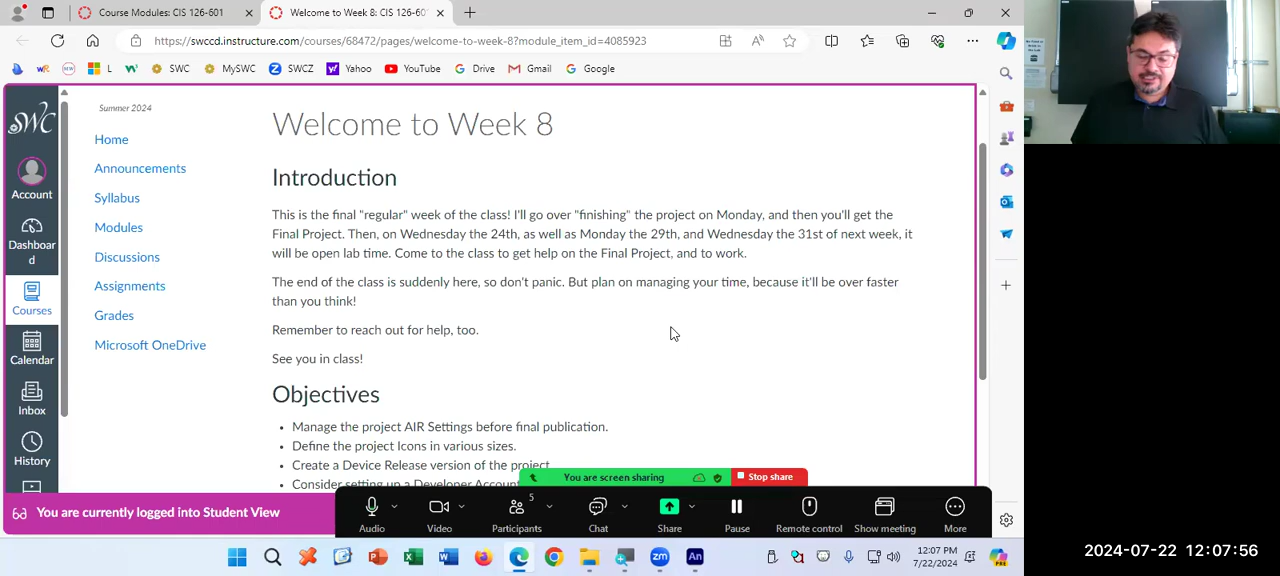 Course Modules: CIS 126-601
Welcome to Week 8: CIS 126-60
https://swccd.instructure.com/courses/68472/pages/welcome-to-week-8?module_item_id=4085923
L
SWC
MySWC
SWCZ
Yahoo
YouTube
Drive
Gmail
Google
SWC
Account
Dashboar
d
Courses
Calendar
Inbox
History
Summer 2024
Home
Announcements
Syllabus
Modules
Discussions
Assignments
Grades
Microsoft OneDrive
Welcome to Week 8
Introduction
This is the final "regular" week of the class! I'll go over "finishing" the project on Monday, and then you'll get the
Final Project. Then, on Wednesday the 24th, as well as Monday the 29th, and Wednesday the 31st of next week, it
will be open lab time. Come to the class to get help on the Final Project, and to work.
The end of the class is suddenly here, so don't panic. But plan on managing your time, because it'll be over faster
than you think!
Remember to reach out for help, too.
See you in class!
Objectives
• Manage the project AIR Settings before final publication.
• Define the project Icons in various sizes.
• Create a Device Release version of the project
• Consider setting up a Developer Accoun
You are screen sharing
Stop share
You are currently logged into Student View
Audio
Video
5
Participants
Chat
Share
Pause
Remote control
Show meeting
More
zm
An
12:07 PM
7/22/2024
PRE
2024-07-22 12:07:56